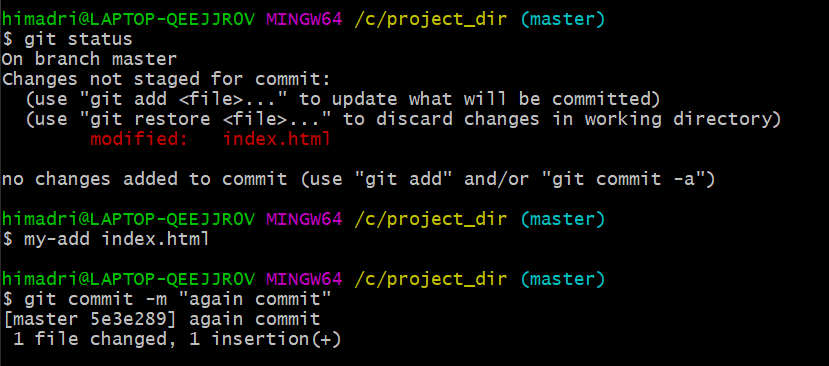 himadri@LAPTOP-QEEJJR0V MINGW64 /c/project_dir (master)
$ git status
On branch master
Changes not staged for commit:
  (use "git add <file>..." to update what will be committed)
  (use "git restore <file>..." to discard changes in working directory)
        modified:   index.html

no changes added to commit (use "git add" and/or "git commit -a")

himadri@LAPTOP-QEEJJR0V MINGW64 /c/project_dir (master)
$ my-add index.html

himadri@LAPTOP-QEEJJR0V MINGW64 /c/project_dir (master)
$ git commit -m "again commit"
[master 5e3e289] again commit
 1 file changed, 1 insertion(+)